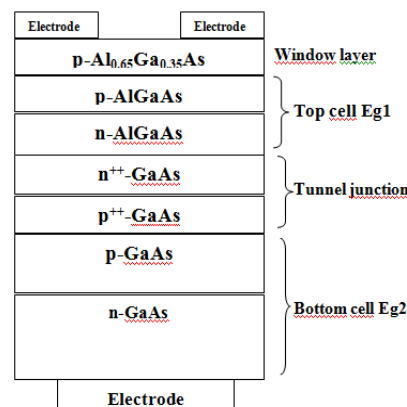 Electrode Electrode
p-Al0.65Ga0.35As Window layer
p-AlGaAs
Top cell Eg1
n-AlGaAs
n++-GaAs
Tunnel junction
p++-GaAs
p-GaAs
n-GaAs
Bottom cell Eg2
Electrode